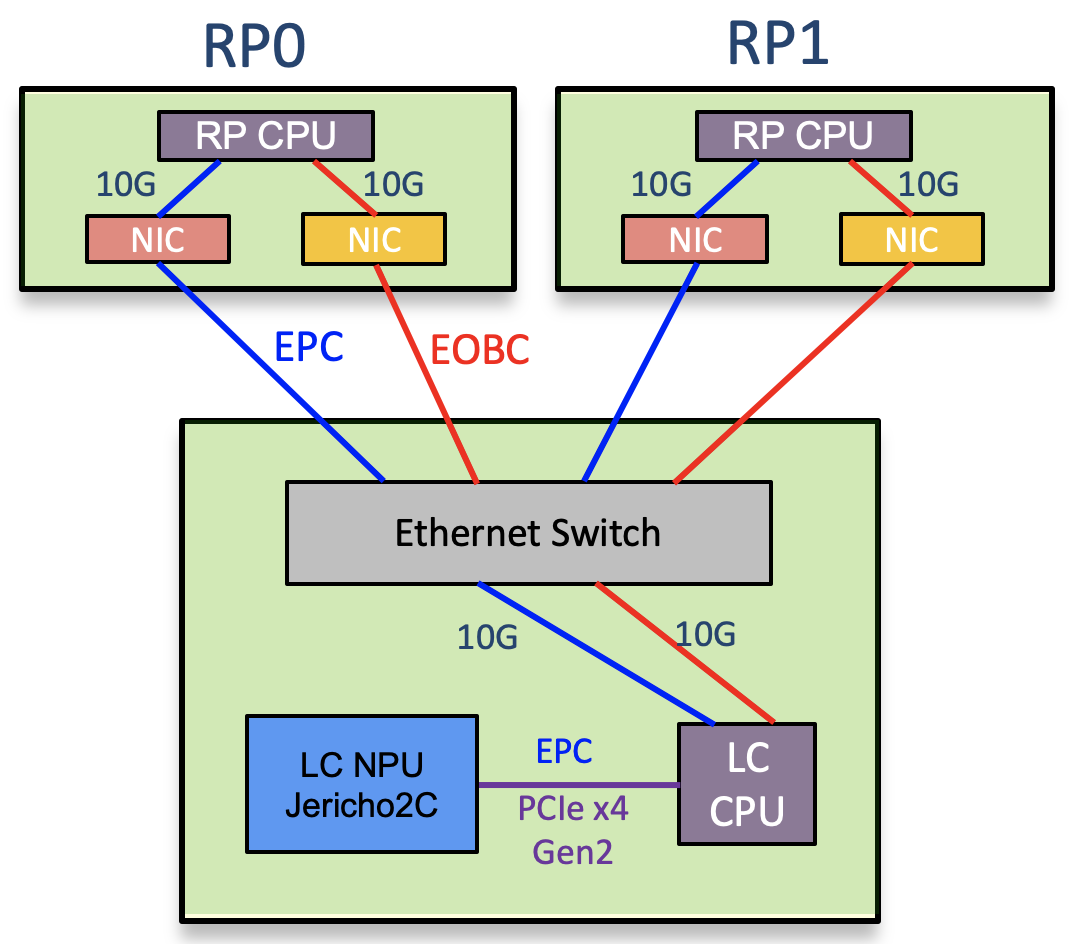 RP0
RP1
RP CPU
RP CPU
10G
10G
10G
10G
NIC
NIC
NIC
NIC
EPC
EOBC
Ethernet Switch
10G
10G
LC NPU
Jericho2C
EPC
PCIe x4
Gen2
LC
CPU